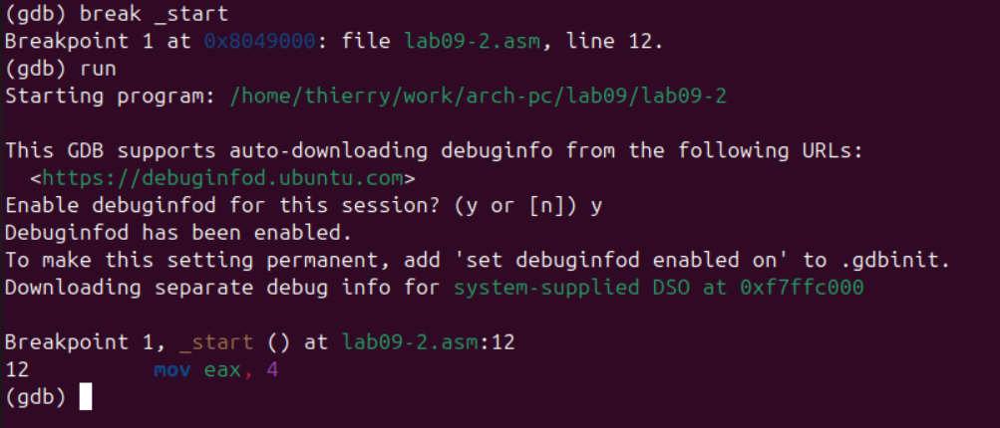 (gdb) break _start
Breakpoint 1 at 0x8049000: file lab09-2.asm, line 12.
(gdb) run
Starting program: /home/thierry/work/arch-pc/lab09/lab09-2
This GDB supports auto-downloading debuginfo from the following URLs:
<https://debuginfod.ubuntu.com>
Enable debuginfod for this session? (y or [n]) y
Debuginfod has been enabled.
To make this setting permanent, add 'set debuginfod enabled on' to .gdbinit.
Downloading separate debug info for system-supplied DSO at 0xf7ffc000
Breakpoint 1, _start () at lab09-2.asm:12
12 mov eax, 4
(gdb)